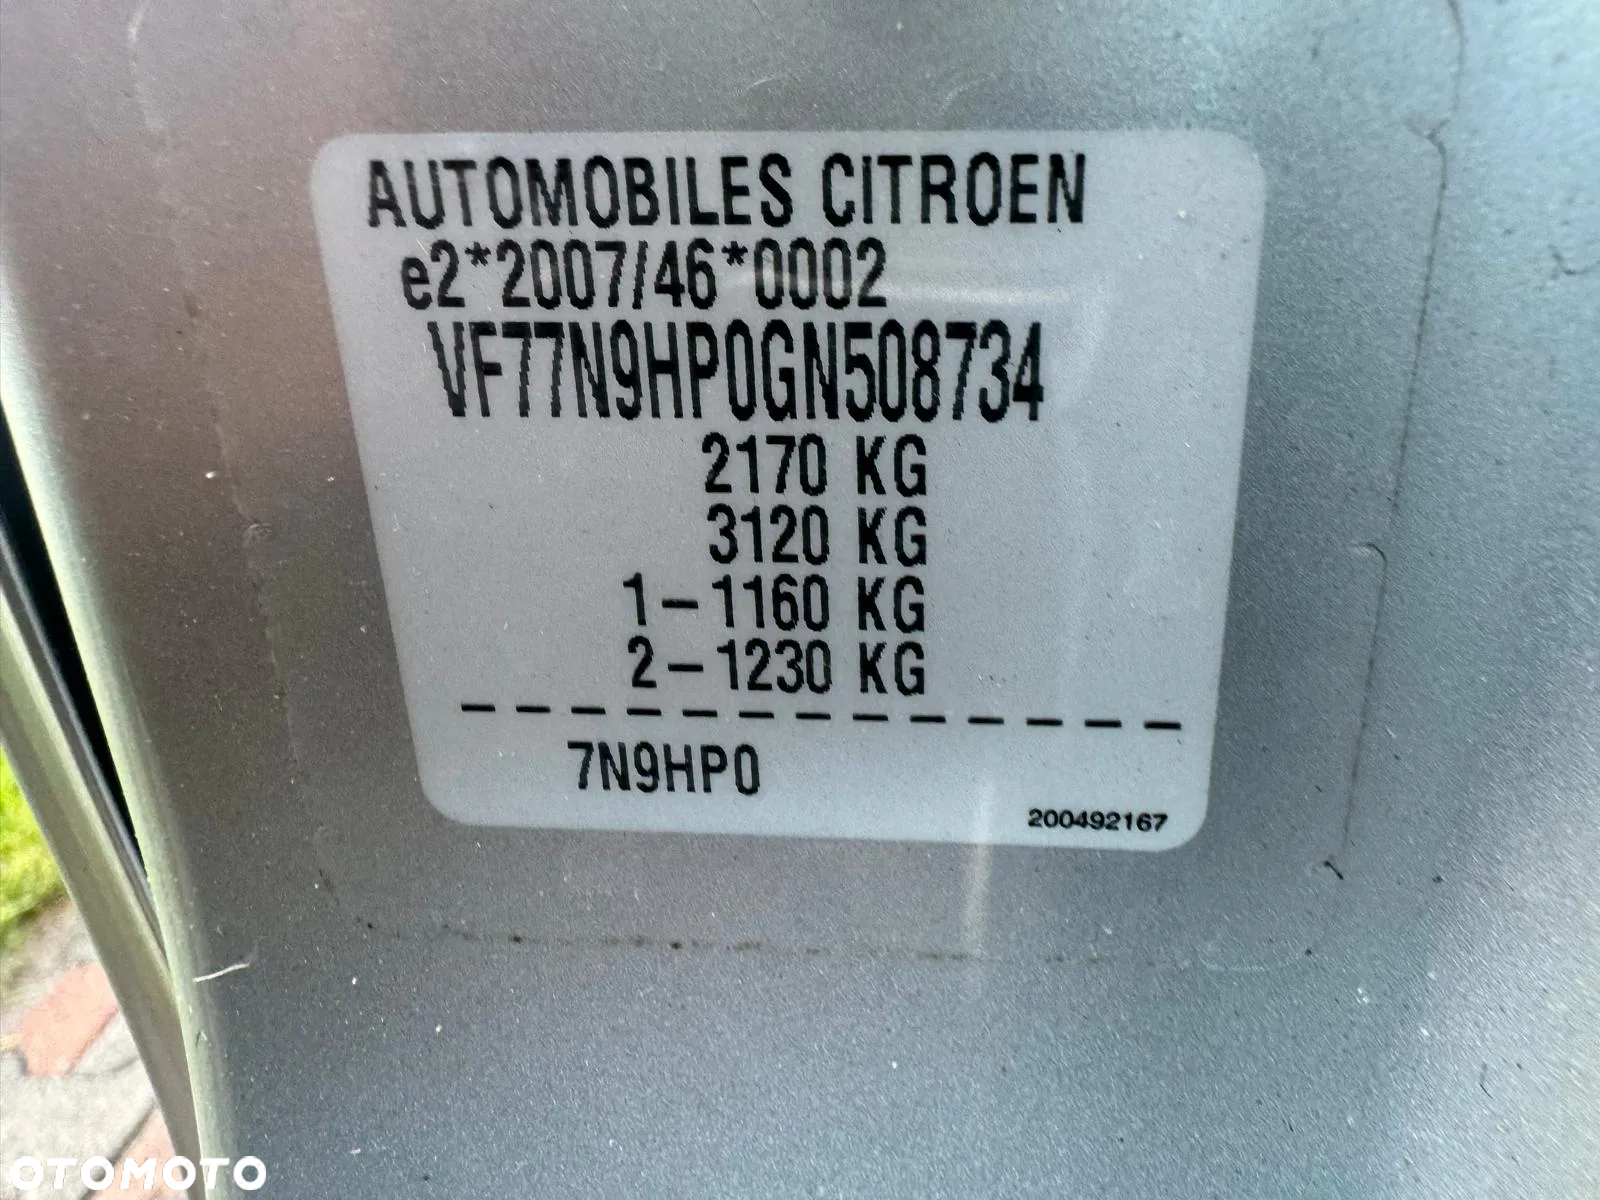 AUTOMOBILES CITROEN
e2*2007/46*0002
VF77N9HP0GN508734
2170 KG
3120 KG
1-1160 KG
2-1230 KG
7N9HP0
200492167
OTOMOTO